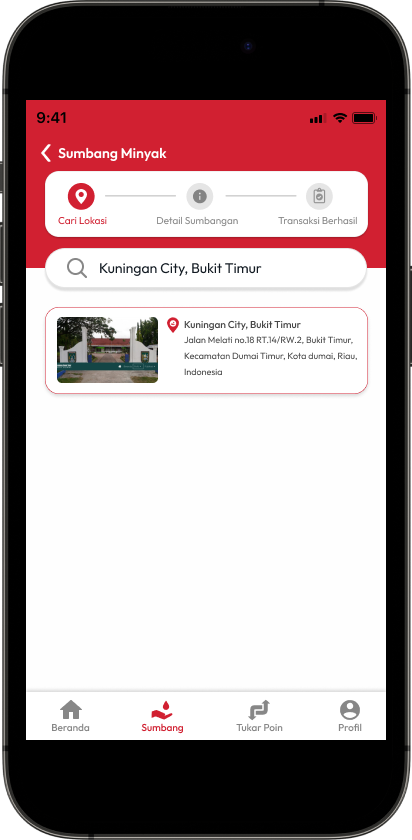 9:41
Sumbang Minyak
Cari Lokasi
Detail Sumbangan
Transaksi Berhasil
Kuningan City, Bukit Timur
Kuningan City, Bukit Timur
Jalan Melati no.18 RT.14/RW.2, Bukit Timur,
Kecamatan Dumai Timur, Kota dumai, Riau,
Indonesia
Beranda
Sumbang
Tukar Poin
Profil